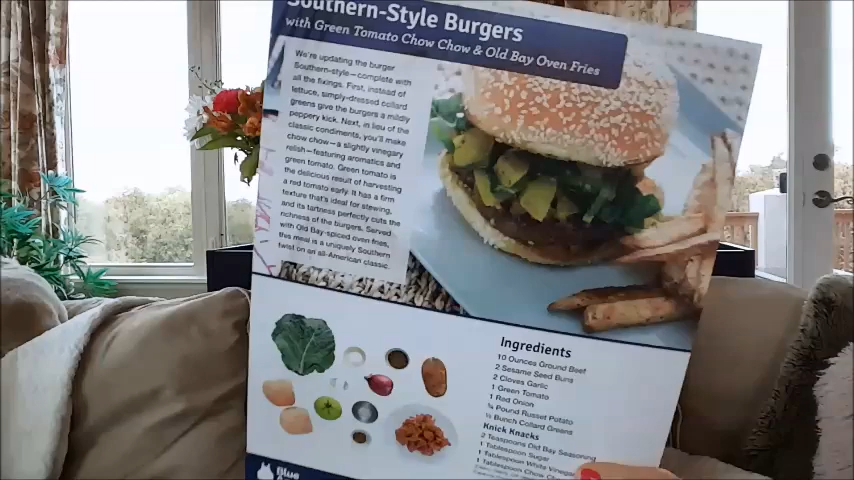 Southern-Style Burgers
with Green Tomato Chow Chow & Old Bay Oven Fries
We're updating the burger
Southern-style—complete with
all the fixings. First, instead of
lettuce, simply-dressed collard
greens give the burgers a mildly
peppery kick. Next, in lieu of the
classic condiments, you'll make
chow chow—a slightly vinegary
relish—featuring aromatics and
green tomato. Green tomato is
the delicious result of harvesting
a red tomato early. It has a firm
texture that's ideal for stewing,
and its tartness perfectly cuts the
richness of the burgers. Served
with Old Bay-spiced oven fries,
this meal is a uniquely Southern
twist on an all-American classic.
Ingredients
10 Ounces Ground Beef
2 Sesame Seed Buns
2 Cloves Garlic
1 Green Tomato
1 Red Onion
¾ Pound Russet Potato
½ Bunch Collard Greens
Knick Knacks
2 Teaspoons Old Bay Seasoning
1 Tablespoon Sugar
1 Tablespoon White
1 Tablespoon Chow
Blue